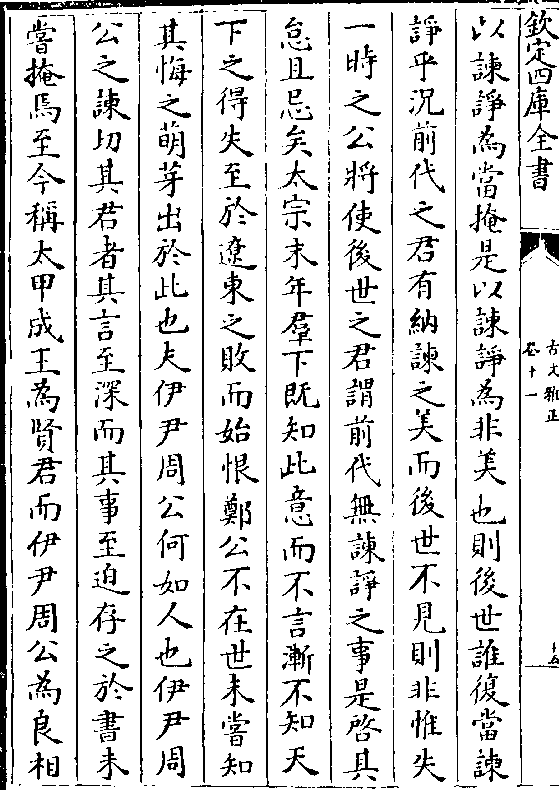 欽定四庫全書
古文雅正
卷十一
以諫諍為當掩是以諫諍為非美也則後世誰復當諫
諍乎況前代之君有納諫之美而後世不見則非惟失
一時之公將使後世之君謂前代無諫諍之事是啓其
怠且忌矣太宗末年羣下既知此意而不言漸不知天
下之得失至於遼東之敗而始恨鄭公不在世未嘗知
其悔之萌芽出於此也夫伊尹周公何如人也伊尹周
公之諫切其君者其言至深而其事至迫存之於書未
嘗掩焉至今稱太甲成王為賢君而伊尹周公為良相